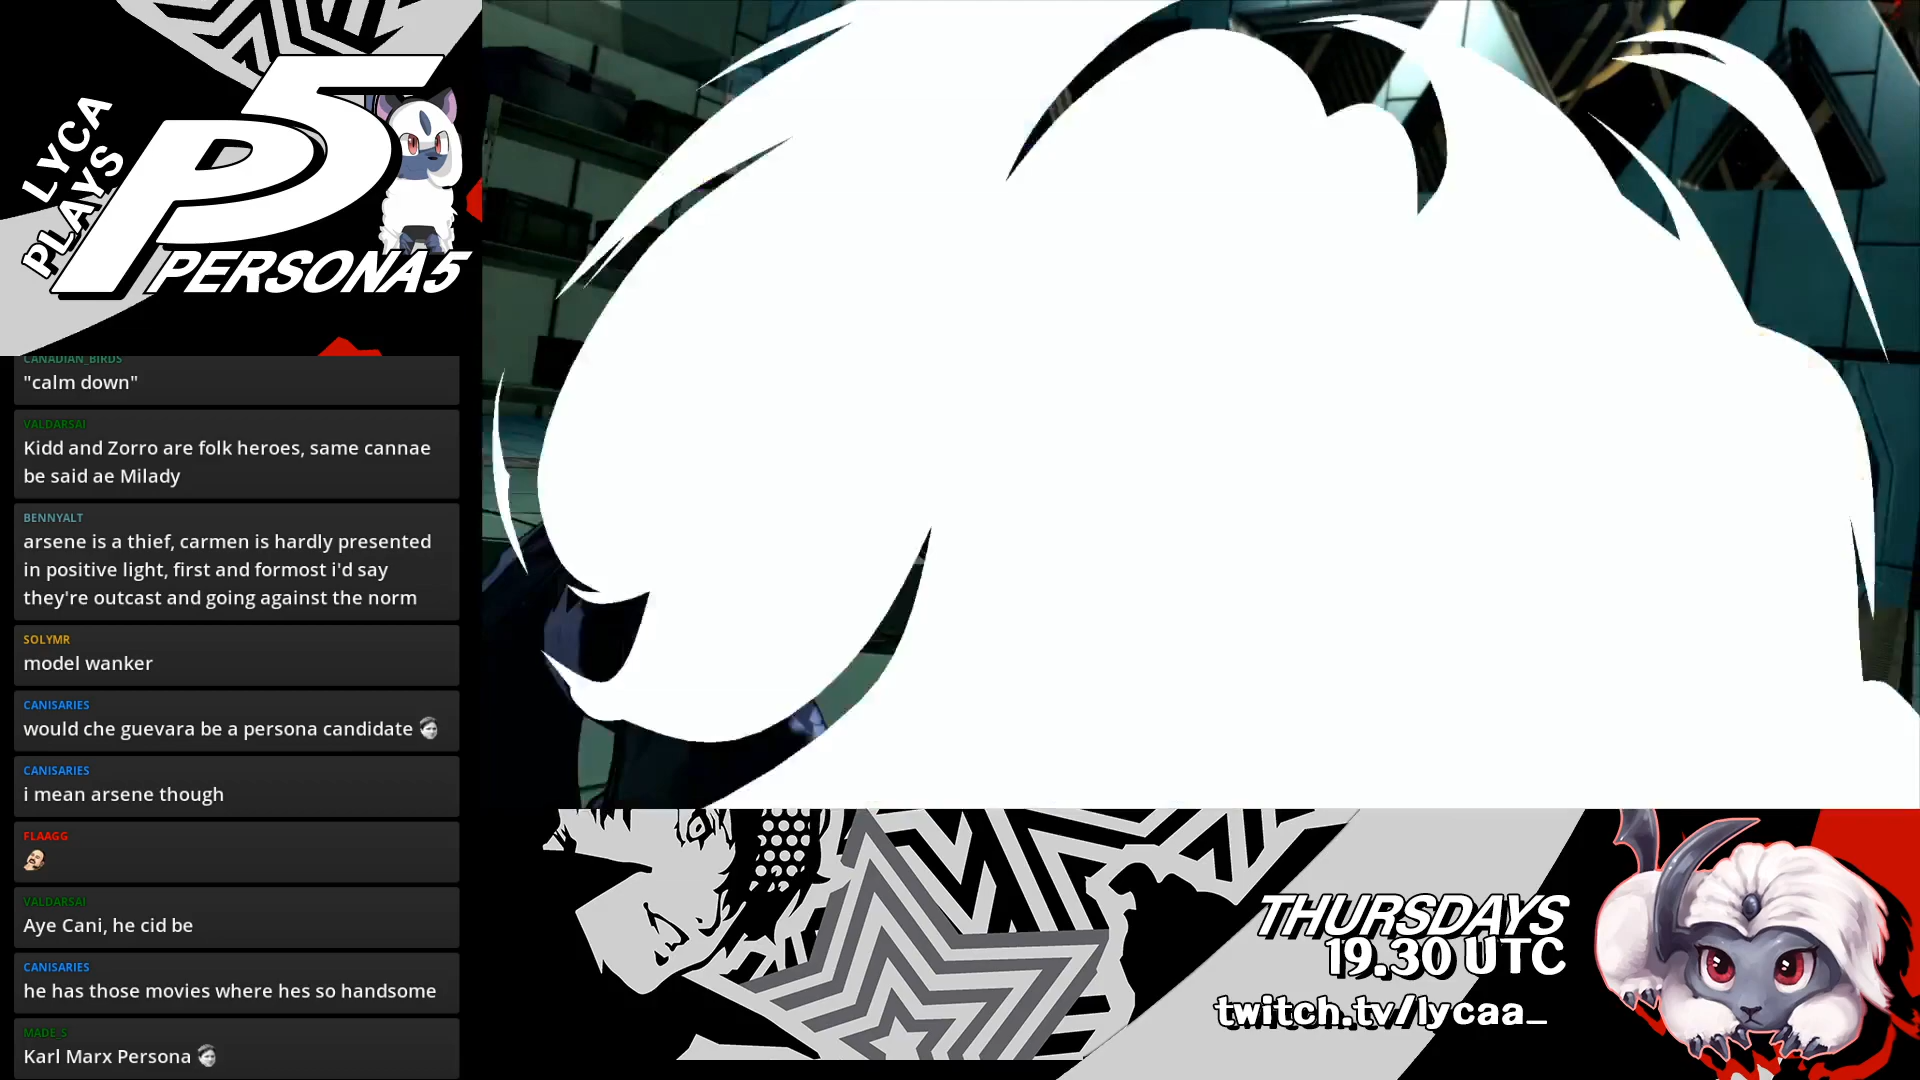 LYCA
PLAYS
P5
PERSONA5
CANADIAN_BIRDS
"calm down"
VALDARSAI
Kidd and Zorro are folk heroes, same cannae
be said ae Milady
BENNYALT
arsene is a thief, carmen is hardly presented
in positive light, first and formost i'd say
they're outcast and going against the norm
SOLYMR
model wanker
CANISARIES
would che guevara be a persona candidate
CANISARIES
i mean arsene though
FLAAGG
VALDARSAI
Aye Cani, he cid be
CANISARIES
he has those movies where hes so handsome
MADE_S
Karl Marx Persona
THURSDAYS
19.30 UTC
twitch.tv/lycaa_